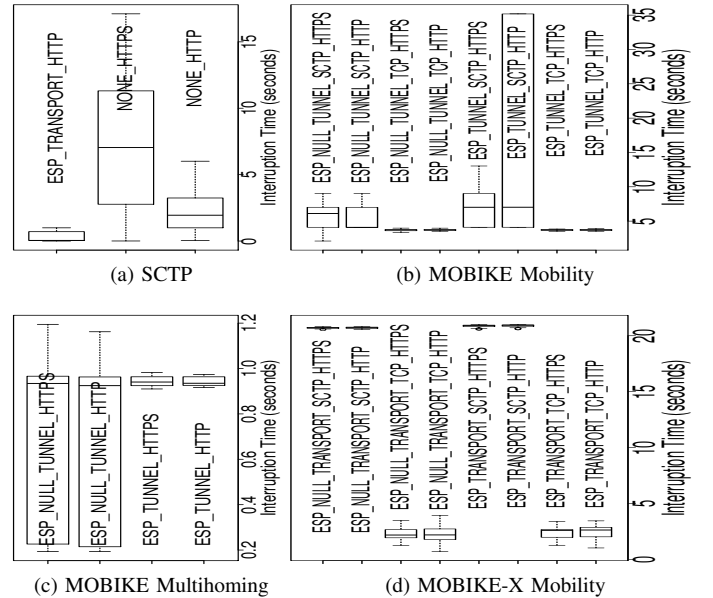 ESP_TRANSPORT_HTTP
NONE_HTTPS
NONE_HTTP
0
5
10
15
Interruption Time (seconds)
(a) SCTP
ESP_NULL_TUNNEL_SCTP_HTTPS
ESP_NULL_TUNNEL_SCTP_HTTP
ESP_NULL_TUNNEL_TCP_HTTPS
ESP_NULL_TUNNEL_TCP_HTTP
ESP_TUNNEL_SCTP_HTTPS
ESP_TUNNEL_SCTP_HTTP
ESP_TUNNEL_TCP_HTTPS
ESP_TUNNEL_TCP_HTTP
5
10
15
20
25
30
35
Interruption Time (seconds)
(b) MOBIKE Mobility
ESP_NULL_TUNNEL_HTTPS
ESP_NULL_TUNNEL_HTTP
ESP_TUNNEL_HTTPS
ESP_TUNNEL_HTTP
0.2
0.4
0.6
0.8
1.0
1.2
Interruption Time (seconds)
(c) MOBIKE Multihoming
ESP_NULL_TRANSPORT_SCTP_HTTPS
ESP_NULL_TRANSPORT_SCTP_HTTP
ESP_NULL_TRANSPORT_TCP_HTTPS
ESP_NULL_TRANSPORT_TCP_HTTP
ESP_TRANSPORT_SCTP_HTTPS
ESP_TRANSPORT_SCTP_HTTP
ESP_TRANSPORT_TCP_HTTPS
ESP_TRANSPORT_TCP_HTTP
0
5
10
15
20
Interruption Time (seconds)
(d) MOBIKE-X Mobility